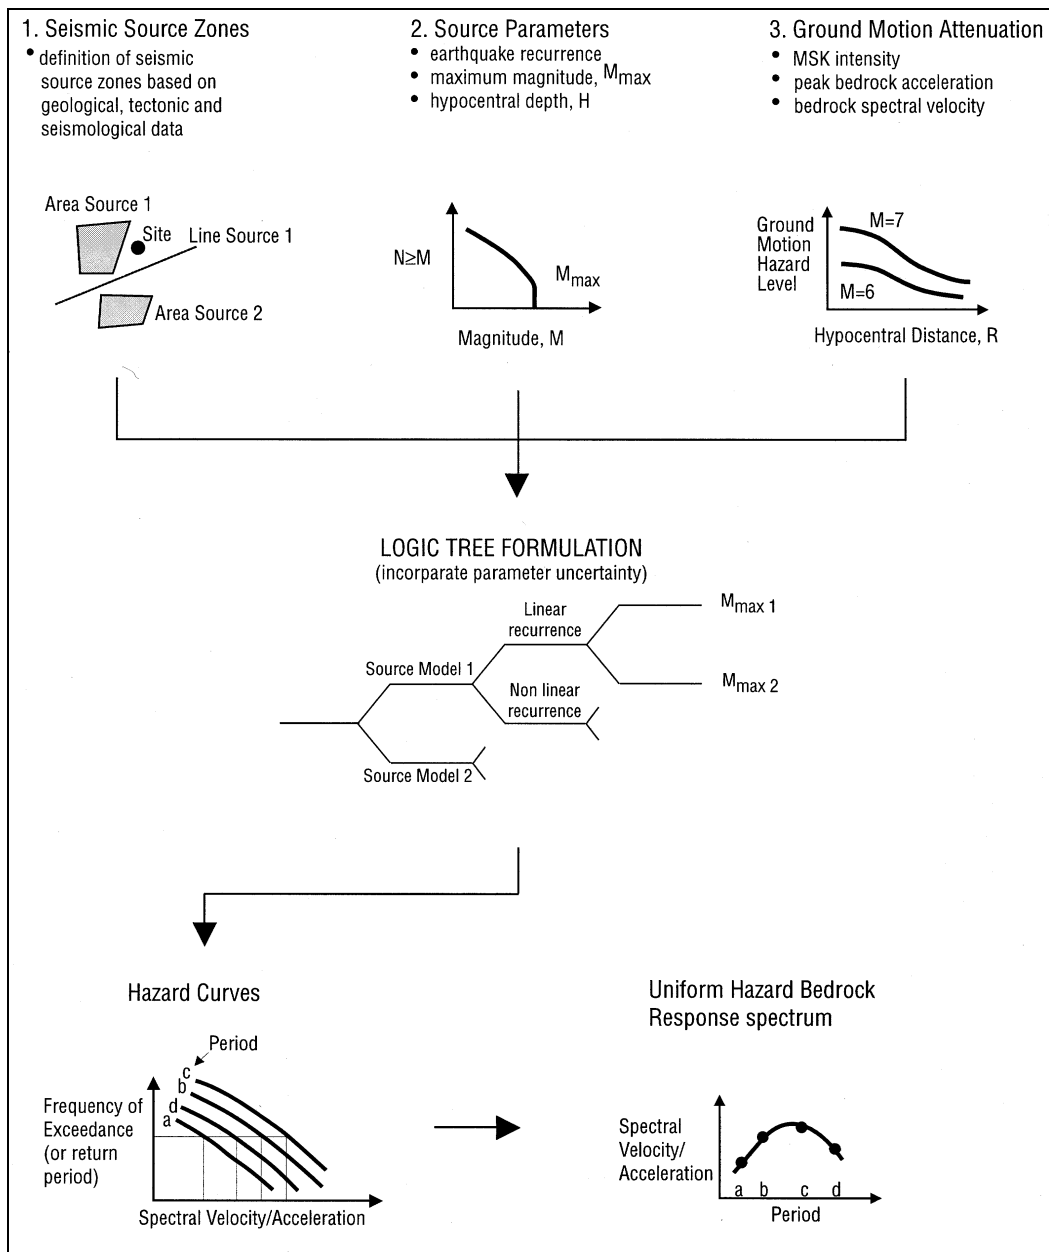 1. Seismic Source Zones
• definition of seismic
source zones based on
geological, tectonic and
seismological data
2. Source Parameters
• earthquake recurrence
• maximum magnitude, Mmax
• hypocentral depth, H
3. Ground Motion Attenuation
• MSK intensity
• peak bedrock acceleration
• bedrock spectral velocity
Area Source 1
Site
Line Source 1
Area Source 2
N≥M
Mmax
Magnitude, M
Ground
Motion
Hazard
Level
M=7
M=6
Hypocentral Distance, R
LOGIC TREE FORMULATION
(incorparate parameter uncertainty)
Linear
recurrence
Mmax 1
Source Model 1
Mmax 2
Non linear
recurrence
Source Model 2
Hazard Curves
Period
c
b
d
a
Frequency of
Exceedance
(or return
period)
Spectral Velocity/Acceleration
Uniform Hazard Bedrock
Response spectrum
Spectral
Velocity/
Acceleration
a b c d
Period